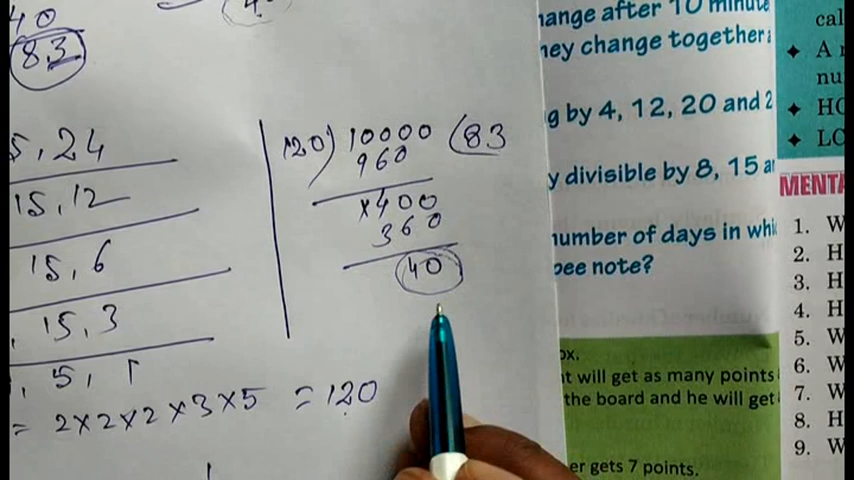 40
83
5, 24
15, 12
15, 6
15, 3
, 5, 1
= 2×2×2×3×5 = 120
120) 10000 (83
960
×400
360
40
ange after 10 minute
ey change together
g by 4, 12, 20 and 2
y divisible by 8, 15 a
number of days in whi
pee note?
ox.
t will get as many points
the board and he will get
er gets 7 points.
cal
A
nu
HC
LC
MENTA
1. W
2. H
3. H
4. H
5. W
6. W
7. W
8. H
9. W